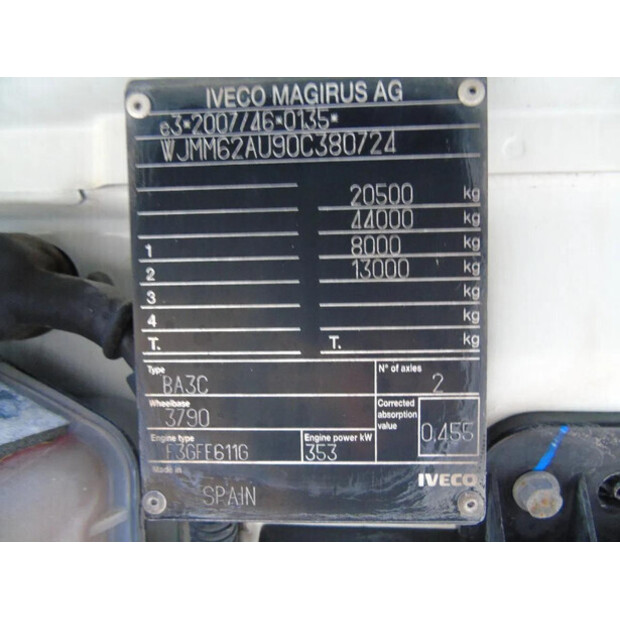 IVECO MAGIRUS AG
e3*2007/46*0135*
WJMM62AU90C380724
20500 kg
44000 kg
1 8000 kg
2 13000 kg
3 kg
4 kg
T. T. kg
Type
BA3C
N° of axles
2
Wheelbase
3790
Corrected absorption value
0,455
Engine type
F3GFE611G
Engine power kW
353
Made in
SPAIN
IVECO